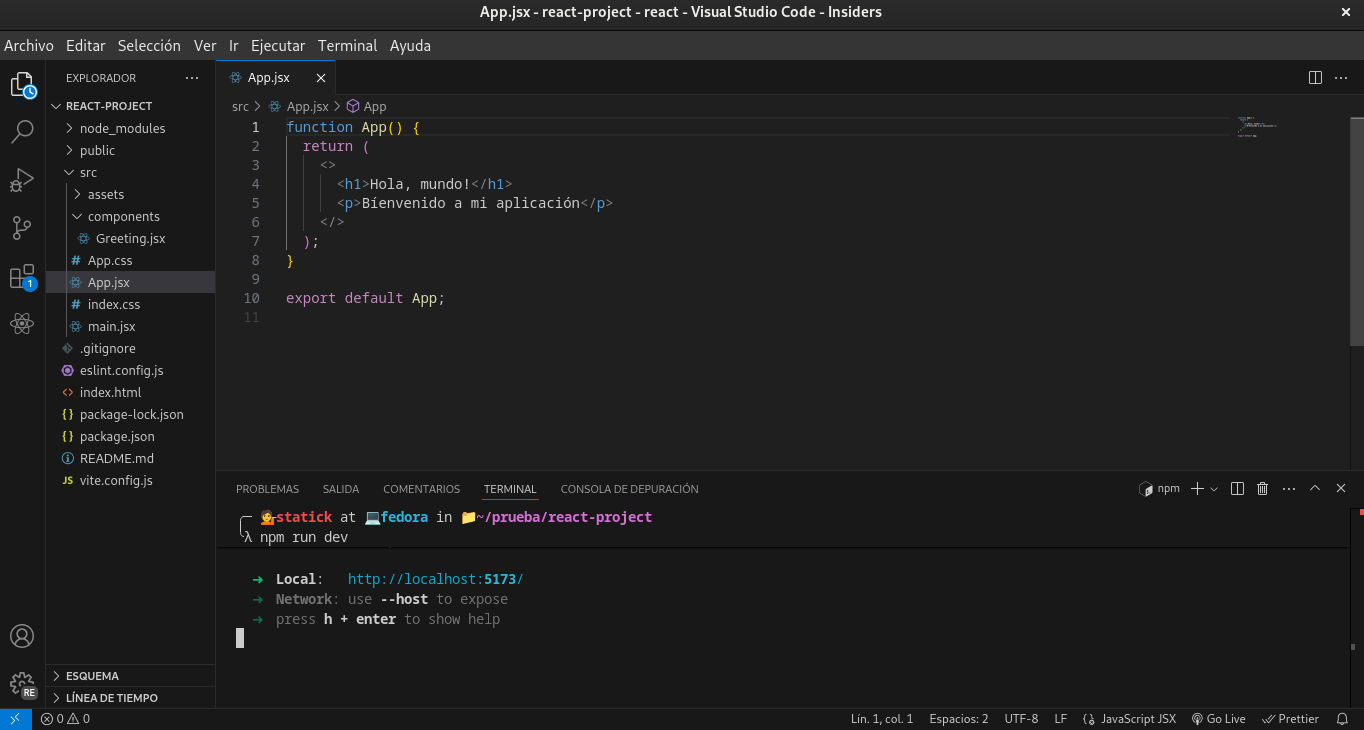 App.jsx - react-project - react - Visual Studio Code - Insiders
Archivo Editar Selección Ver Ir Ejecutar Terminal Ayuda
EXPLORADOR
REACT-PROJECT
node_modules
public
src
assets
components
Greeting.jsx
App.css
App.jsx
index.css
main.jsx
.gitignore
eslint.config.js
index.html
package-lock.json
package.json
README.md
vite.config.js
ESQUEMA
LÍNEA DE TIEMPO
1
RE
App.jsx
src > App.jsx > App
1 function App() {
2 return (
3 <>
4 <h1>Hola, mundo!</h1>
5 <p>Bíenvenido a mi aplicación</p>
6 </>
7 );
8 }
9
10 export default App;
11
PROBLEMAS SALIDA COMENTARIOS TERMINAL CONSOLA DE DEPURACIÓN
npm
statick at fedora in ~/prueba/react-project
λ npm run dev
➜ Local: http://localhost:5173/
➜ Network: use --host to expose
➜ press h + enter to show help
0 0
Lín. 1, col. 1 Espacios: 2 UTF-8 LF JavaScript JSX Go Live Prettier